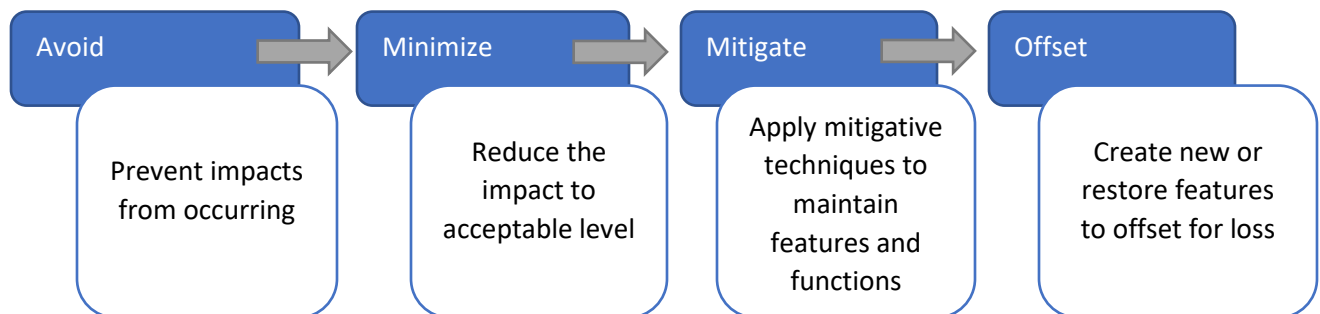 Avoid
Prevent impacts
from occurring
Minimize
Reduce the
impact to
acceptable level
Mitigate
Apply mitigative
techniques to
maintain
features and
functions
Offset
Create new or
restore features
to offset for loss